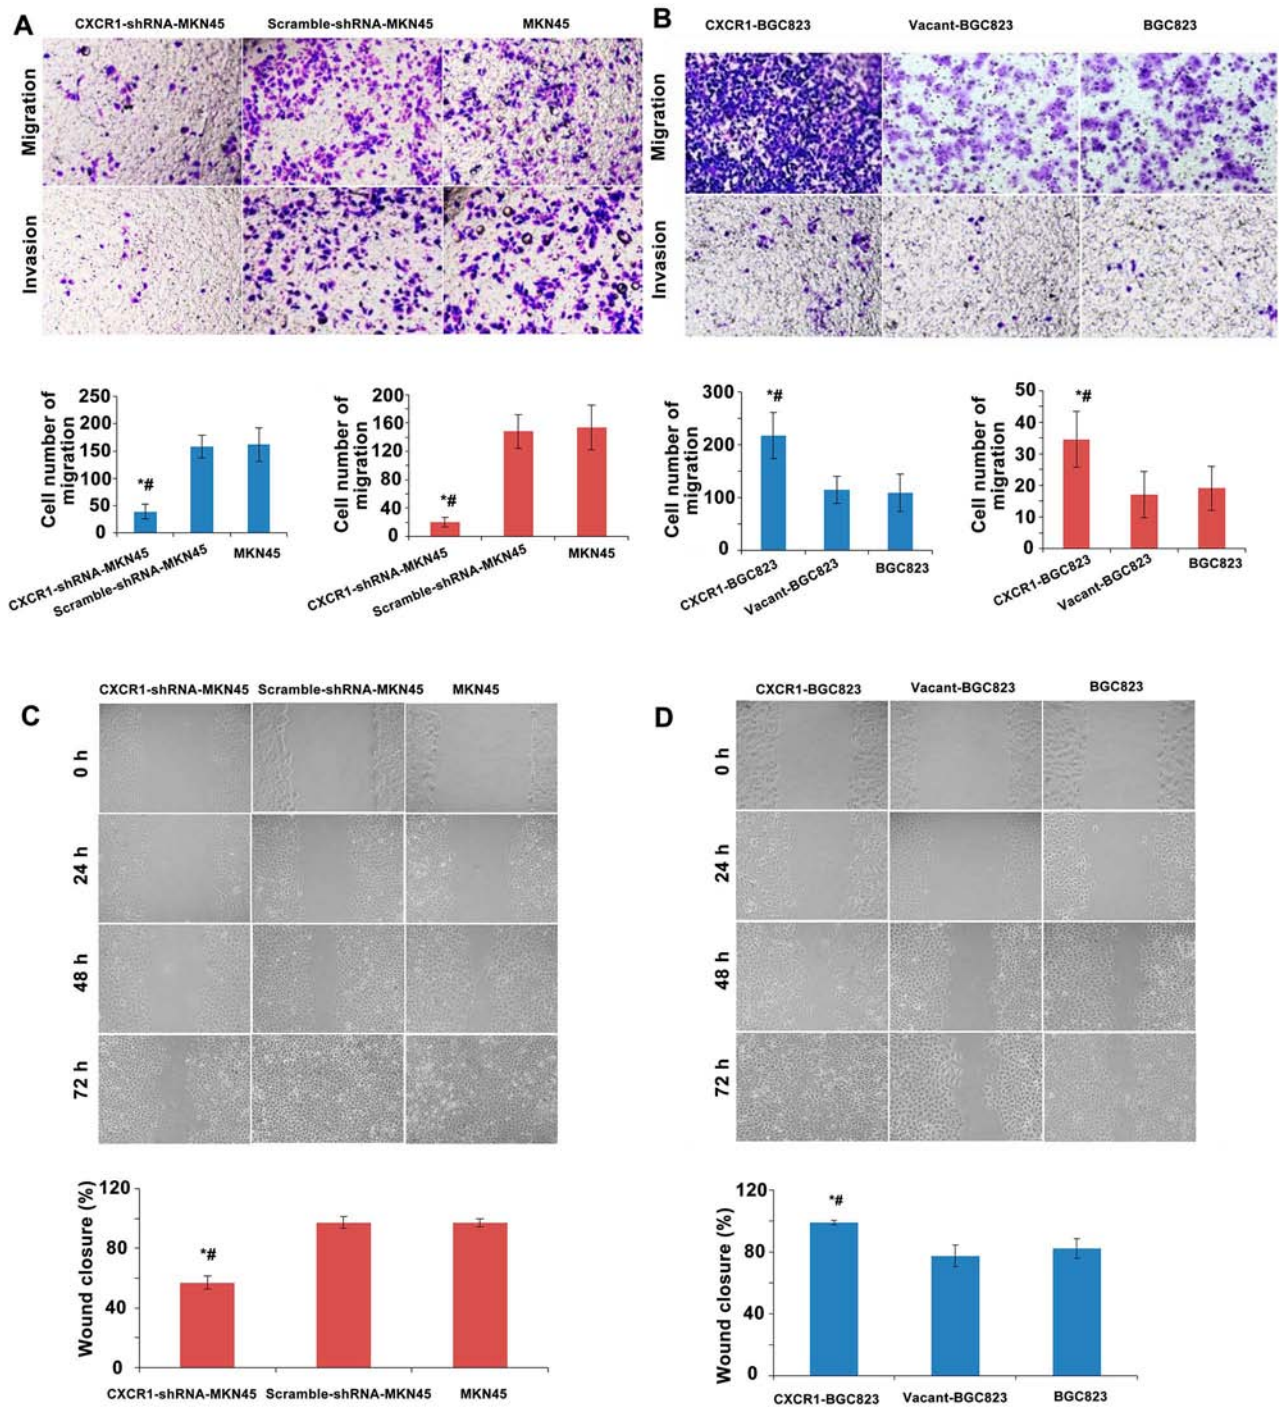 A
CXCR1-shRNA-MKN45 Scramble-shRNA-MKN45 MKN45
Migration
Invasion
Cell number of
migration
250
200
150
100
50
0
*#
CXCR1-shRNA-MKN45
Scramble-shRNA-MKN45
MKN45
Cell number of
migration
200
160
120
80
40
0
*#
CXCR1-shRNA-MKN45
Scramble-shRNA-MKN45
MKN45
B
CXCR1-BGC823 Vacant-BGC823 BGC823
Migration
Invasion
Cell number of
migration
300
200
100
0
*#
CXCR1-BGC823
Vacant-BGC823
BGC823
Cell number of
migration
50
40
30
20
10
0
*#
CXCR1-BGC823
Vacant-BGC823
BGC823
C
CXCR1-shRNA-MKN45 Scramble-shRNA-MKN45 MKN45
0 h
24 h
48 h
72 h
Wound closure (%)
120
80
40
0
*#
CXCR1-shRNA-MKN45 Scramble-shRNA-MKN45 MKN45
D
CXCR1-BGC823 Vacant-BGC823 BGC823
0 h
24 h
48 h
72 h
Wound closure (%)
120
80
40
0
*#
CXCR1-BGC823 Vacant-BGC823 BGC823